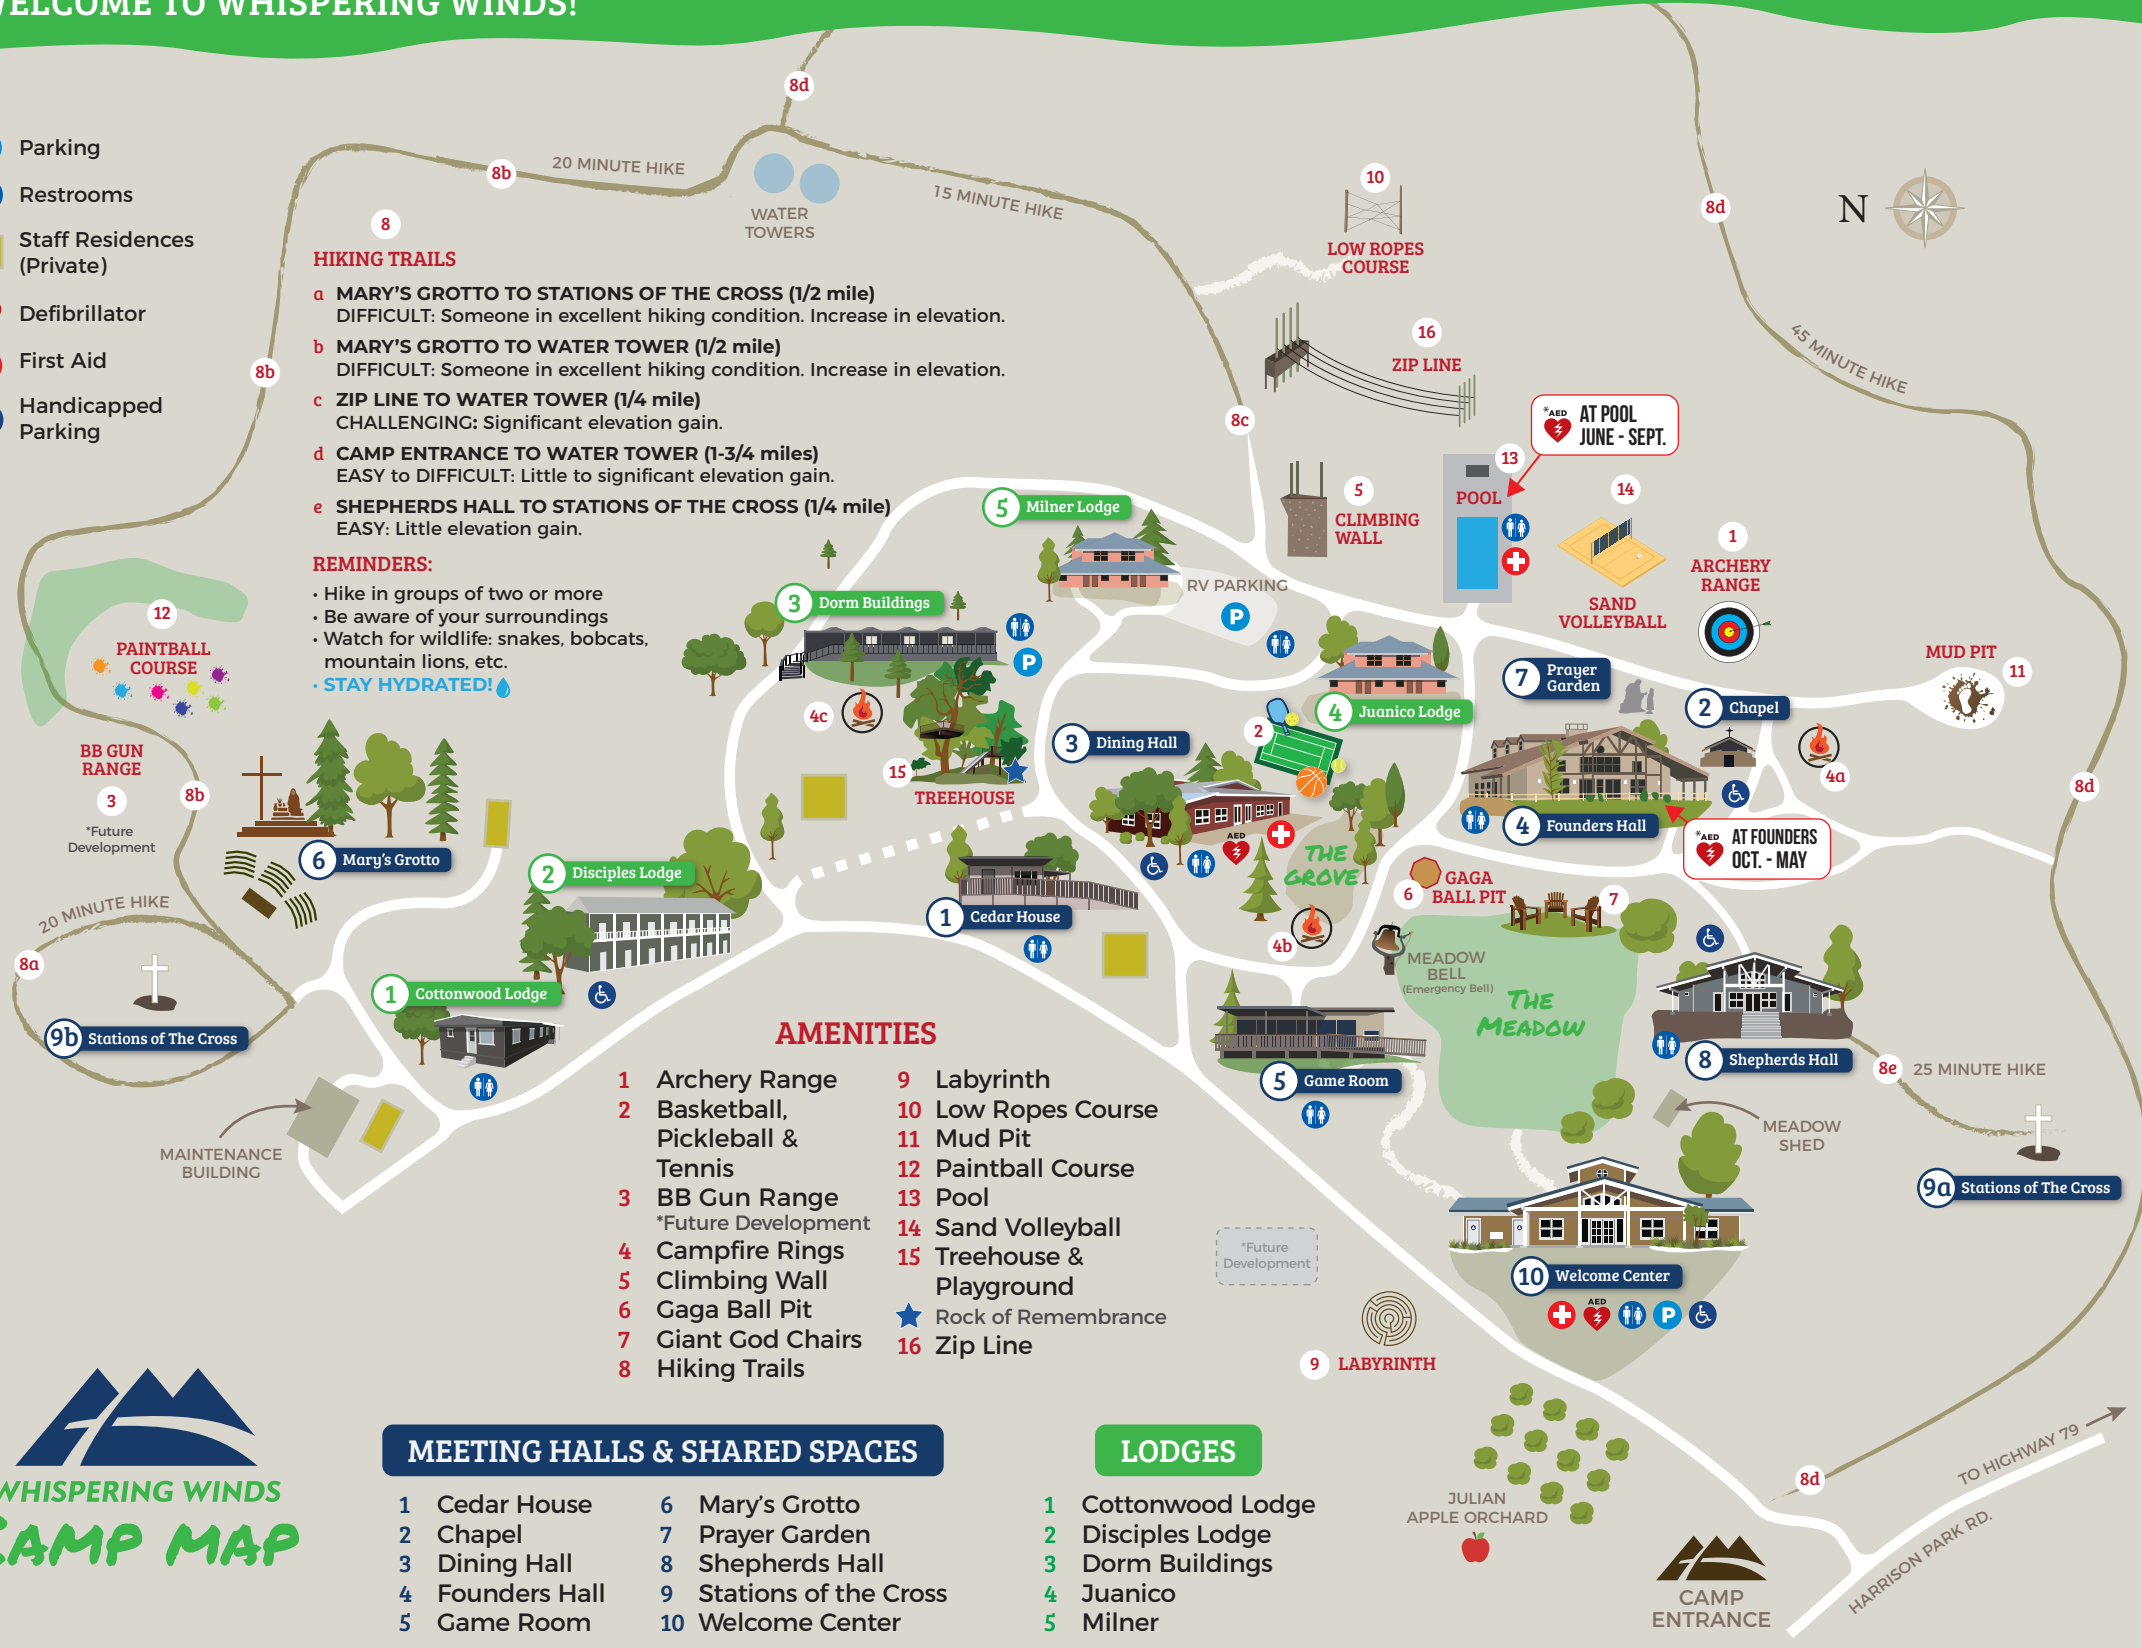 WELCOME TO WHISPERING WINDS!
Parking
Restrooms
Staff Residences
(Private)
Defibrillator
First Aid
Handicapped
Parking
8d
8b
20 MINUTE HIKE
15 MINUTE HIKE
WATER
TOWERS
8
HIKING TRAILS
a MARY'S GROTTO TO STATIONS OF THE CROSS (1/2 mile)
DIFFICULT: Someone in excellent hiking condition. Increase in elevation.
b MARY'S GROTTO TO WATER TOWER (1/2 mile)
DIFFICULT: Someone in excellent hiking condition. Increase in elevation.
c ZIP LINE TO WATER TOWER (1/4 mile)
CHALLENGING: Significant elevation gain.
d CAMP ENTRANCE TO WATER TOWER (1-3/4 miles)
EASY to DIFFICULT: Little to significant elevation gain.
e SHEPHERDS HALL TO STATIONS OF THE CROSS (1/4 mile)
EASY: Little elevation gain.
REMINDERS:
• Hike in groups of two or more
• Be aware of your surroundings
• Watch for wildlife: snakes, bobcats,
mountain lions, etc.
• STAY HYDRATED!
8b
10
LOW ROPES
COURSE
16
ZIP LINE
8c
8d
N
45 MINUTE HIKE
*AED
AT POOL
JUNE - SEPT.
13
POOL
5
CLIMBING
WALL
14
SAND
VOLLEYBALL
1
ARCHERY
RANGE
MUD PIT
11
5 Milner Lodge
RV PARKING
P
3 Dorm Buildings
P
4c
15
TREEHOUSE
12
PAINTBALL
COURSE
BB GUN
RANGE
3
*Future
Development
8b
6 Mary's Grotto
20 MINUTE HIKE
8a
9b Stations of The Cross
2 Disciples Lodge
1 Cottonwood Lodge
MAINTENANCE
BUILDING
3 Dining Hall
2
4 Juanico Lodge
7 Prayer
Garden
2 Chapel
4a
8d
AED
THE
GROVE
4b
4 Founders Hall
*AED
AT FOUNDERS
OCT. - MAY
1 Cedar House
6
GAGA
BALL PIT
7
MEADOW
BELL
(Emergency Bell)
THE
MEADOW
5 Game Room
8 Shepherds Hall
8e
25 MINUTE HIKE
MEADOW
SHED
9a Stations of The Cross
10 Welcome Center
AED
P
*Future
Development
9 LABYRINTH
AMENITIES
1 Archery Range
2 Basketball,
Pickleball &
Tennis
3 BB Gun Range
*Future Development
4 Campfire Rings
5 Climbing Wall
6 Gaga Ball Pit
7 Giant God Chairs
8 Hiking Trails
9 Labyrinth
10 Low Ropes Course
11 Mud Pit
12 Paintball Course
13 Pool
14 Sand Volleyball
15 Treehouse &
Playground
Rock of Remembrance
16 Zip Line
WHISPERING WINDS
CAMP MAP
MEETING HALLS & SHARED SPACES
1 Cedar House
2 Chapel
3 Dining Hall
4 Founders Hall
5 Game Room
6 Mary's Grotto
7 Prayer Garden
8 Shepherds Hall
9 Stations of the Cross
10 Welcome Center
LODGES
1 Cottonwood Lodge
2 Disciples Lodge
3 Dorm Buildings
4 Juanico
5 Milner
JULIAN
APPLE ORCHARD
8d
TO HIGHWAY 79
HARRISON PARK RD.
CAMP
ENTRANCE